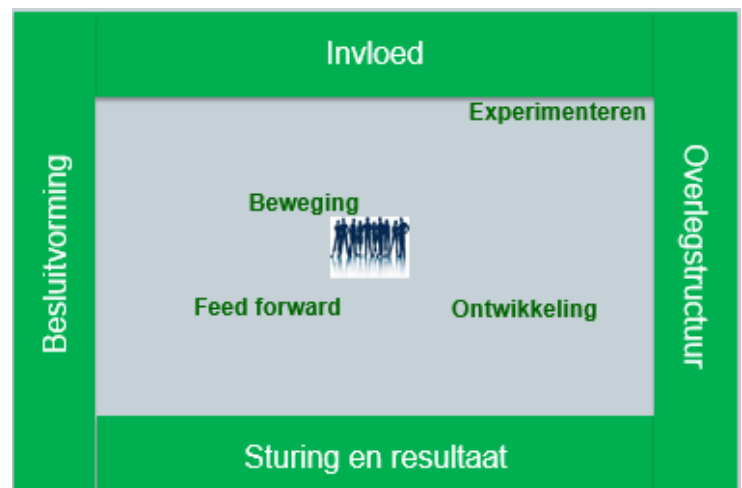 Invloed
Experimenteren
Besluitvorming
Overlegstructuur
Beweging
Feed forward
Ontwikkeling
Sturing en resultaat